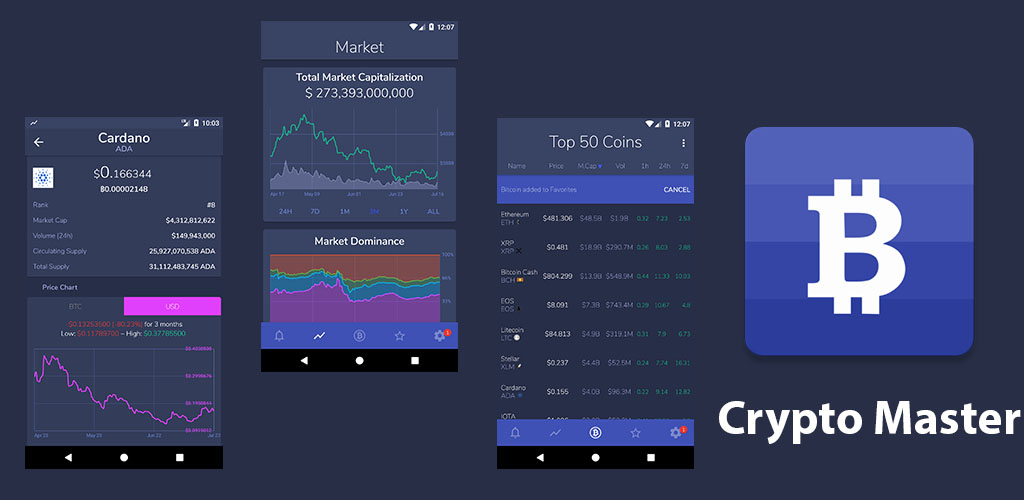 10:03
Cardano
ADA
$0.166344
฿0.00002148
Rank #8
Market Cap $4,312,812,622
Volume (24h) $149,943,000
Circulating Supply 25,927,070,538 ADA
Total Supply 31,112,483,745 ADA
Price Chart
BTC USD
for 3 months
Low: $0.11789700 – High: $0.37785500
Apr 23 May 23 Jun 22 Jul 23
12:07
Market
Total Market Capitalization
$ 273,393,000,000
Apr 17 May 09 Jun 01 Jun 23 Jul 16
24H 7D 1M 3M 1Y ALL
Market Dominance
100%
12:07
Top 50 Coins
Name Price M.Cap Vol 1h 24h 7d
Bitcoin added to Favorites CANCEL
Ethereum
ETH
$481.306 $48.5B $1.9B 0.32 7.23 2.53
XRP
XRP
$0.481 $18.9B $290.7M 0.26 8.03 2.88
Bitcoin Cash
BCH
$804.299 $13.9B $548.9M 0.44 11.33 10.03
EOS
EOS
$8.091 $7.3B $743.4M 0.29 10.67 4.8
Litecoin
LTC
$84.813 $4.9B $319.1M 0.31 7.9 6.73
Stellar
XLM
$0.237 $4.4B $52.5M 0.24 7.74 16.31
Cardano
ADA
$0.155 $4.0B $96.3M 0.22 9.14 12.82
IOTA
Crypto Master